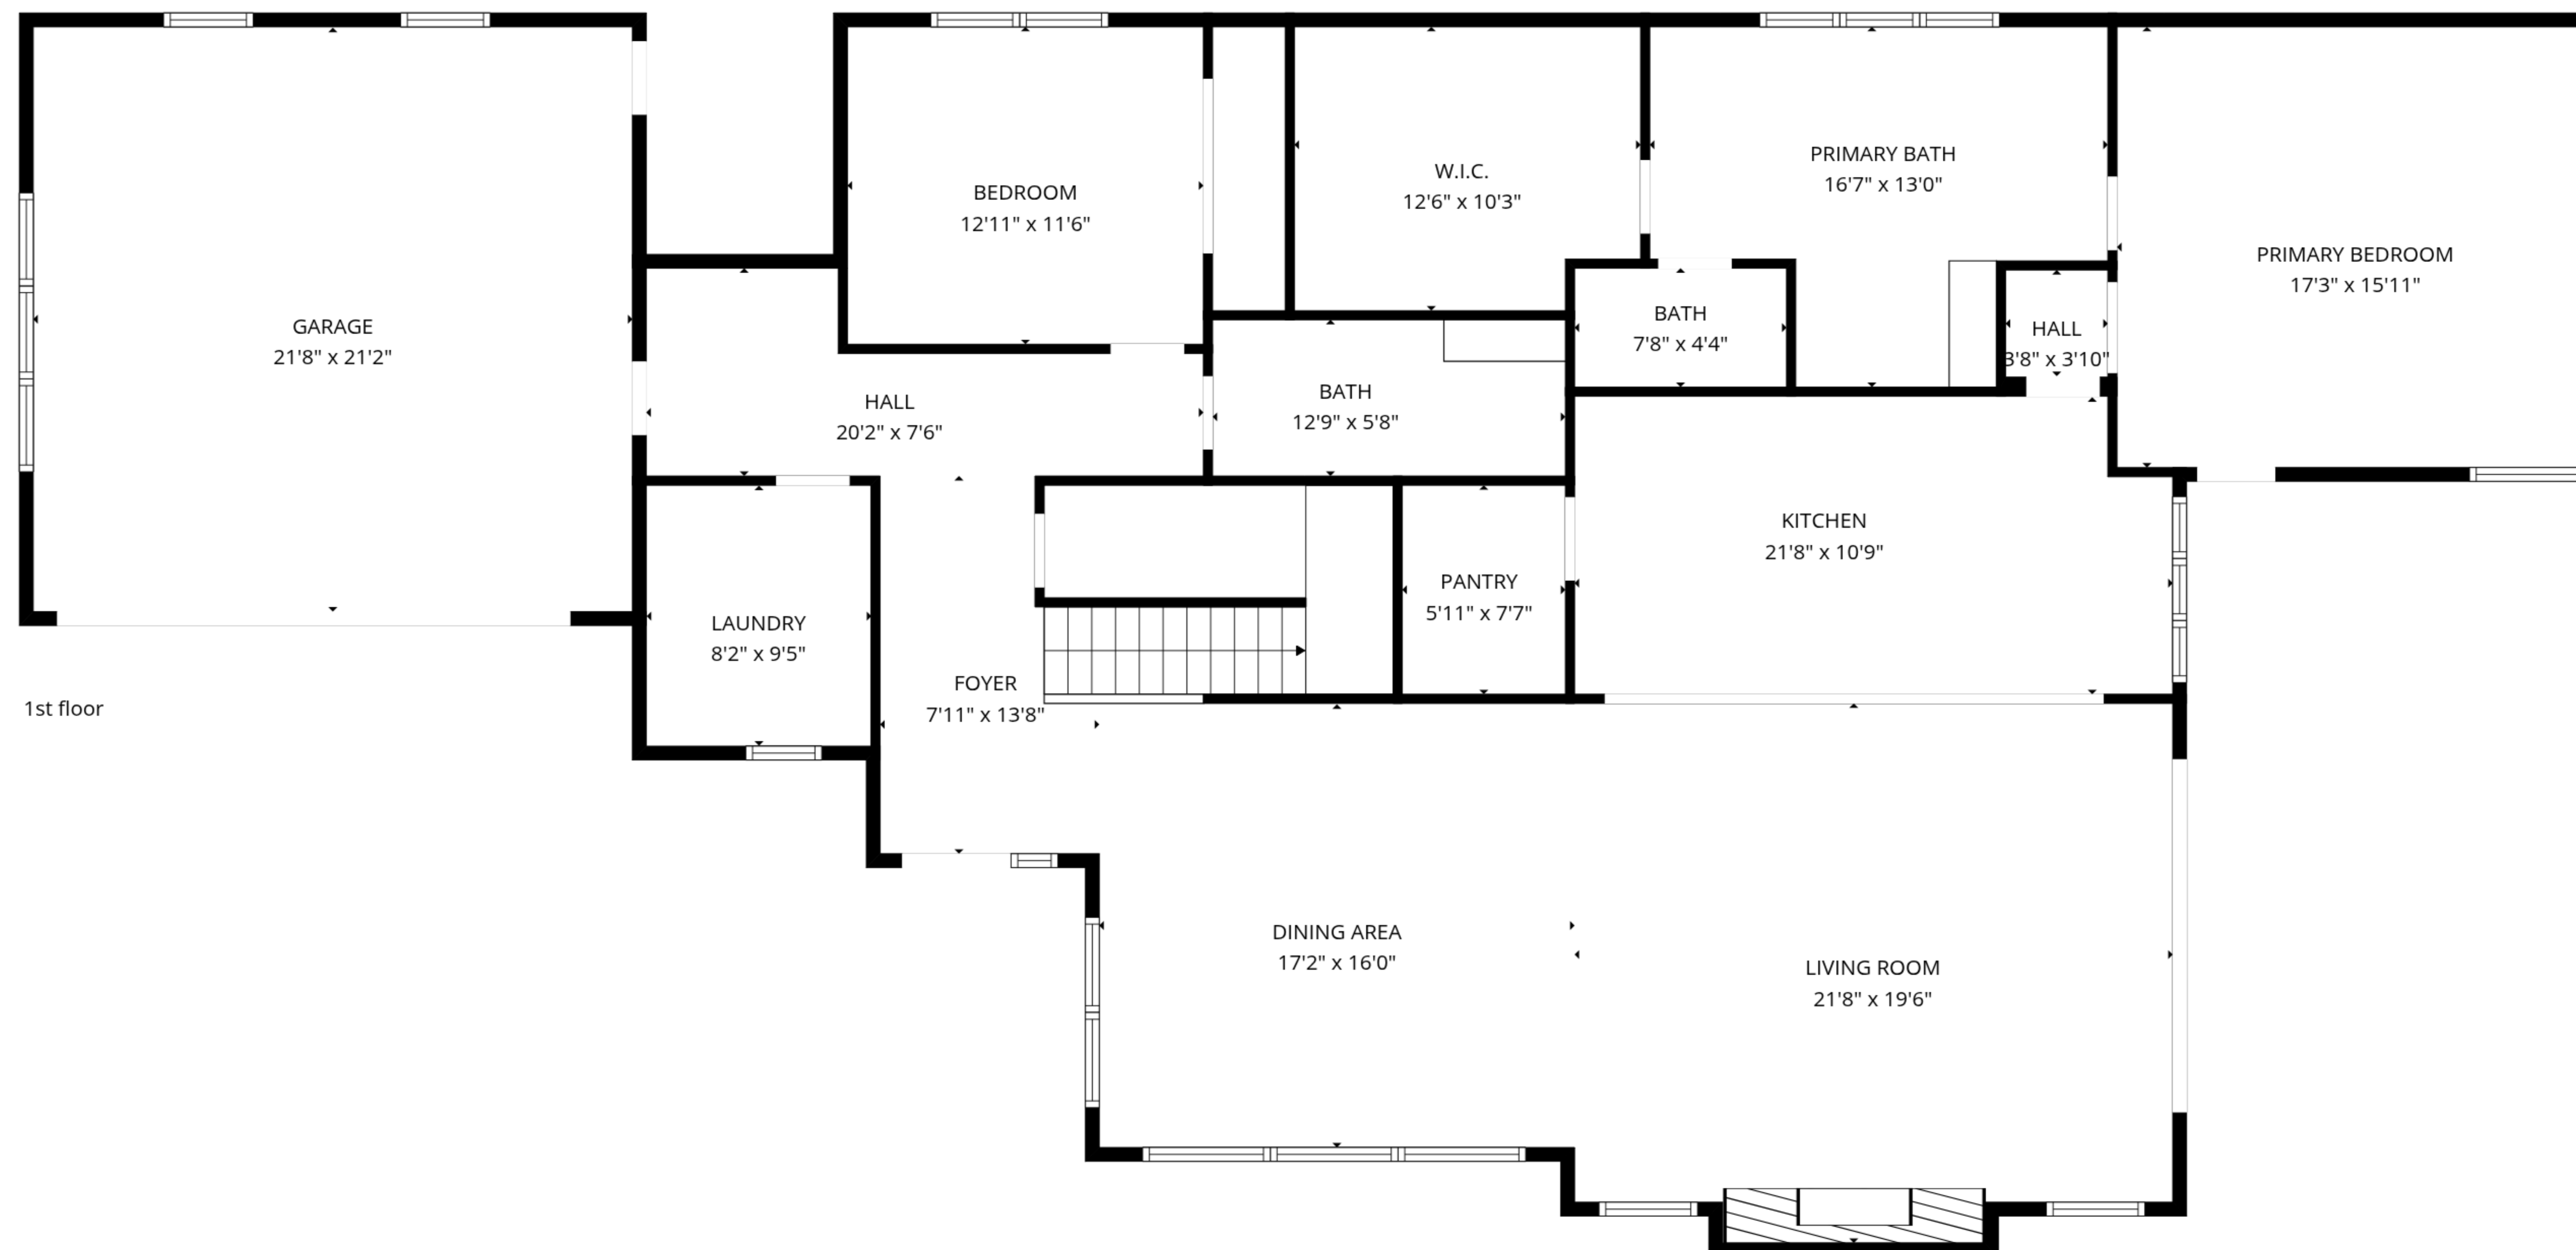 GARAGE
21'8" x 21'2"
BEDROOM
12'11" x 11'6"
W.I.C.
12'6" x 10'3"
PRIMARY BATH
16'7" x 13'0"
PRIMARY BEDROOM
17'3" x 15'11"
BATH
7'8" x 4'4"
HALL
3'8" x 3'10"
HALL
20'2" x 7'6"
BATH
12'9" x 5'8"
KITCHEN
21'8" x 10'9"
PANTRY
5'11" x 7'7"
LAUNDRY
8'2" x 9'5"
FOYER
7'11" x 13'8"
1st floor
DINING AREA
17'2" x 16'0"
LIVING ROOM
21'8" x 19'6"